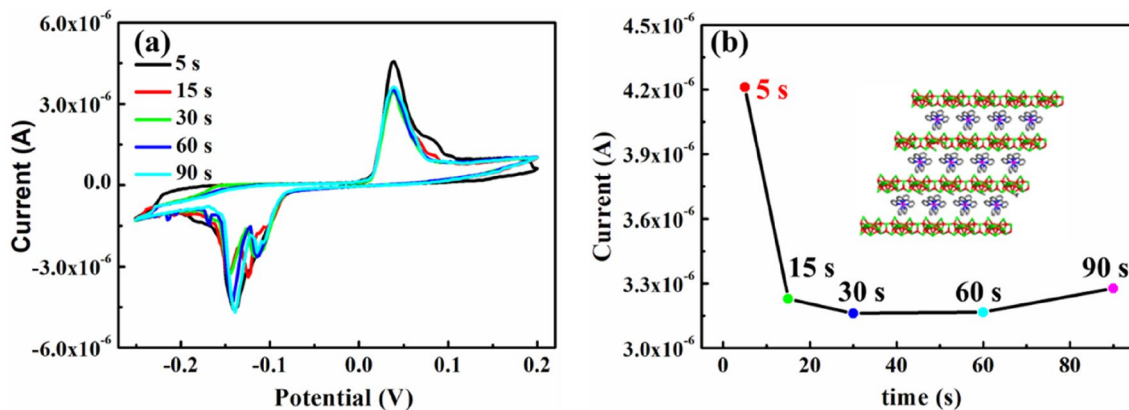 (a)
6.0x10⁻⁶
3.0x10⁻⁶
0.0
-3.0x10⁻⁶
-6.0x10⁻⁶
Current (A)
5 s
15 s
30 s
60 s
90 s
-0.2
-0.1
0.0
0.1
0.2
Potential (V)
(b)
4.5x10⁻⁶
4.2x10⁻⁶
3.9x10⁻⁶
3.6x10⁻⁶
3.3x10⁻⁶
3.0x10⁻⁶
Current (A)
5 s
15 s
30 s
60 s
90 s
0
20
40
60
80
time (s)